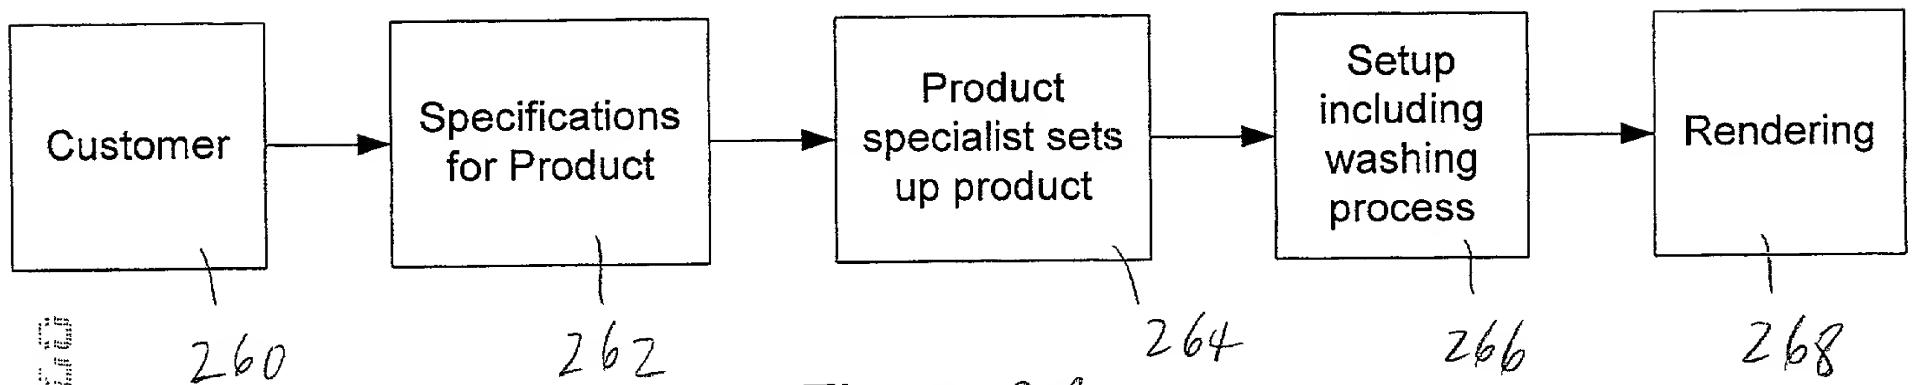 Customer
Specifications
for Product
Product
specialist sets
up product
Setup
including
washing
process
Rendering
260
262
264
266
268